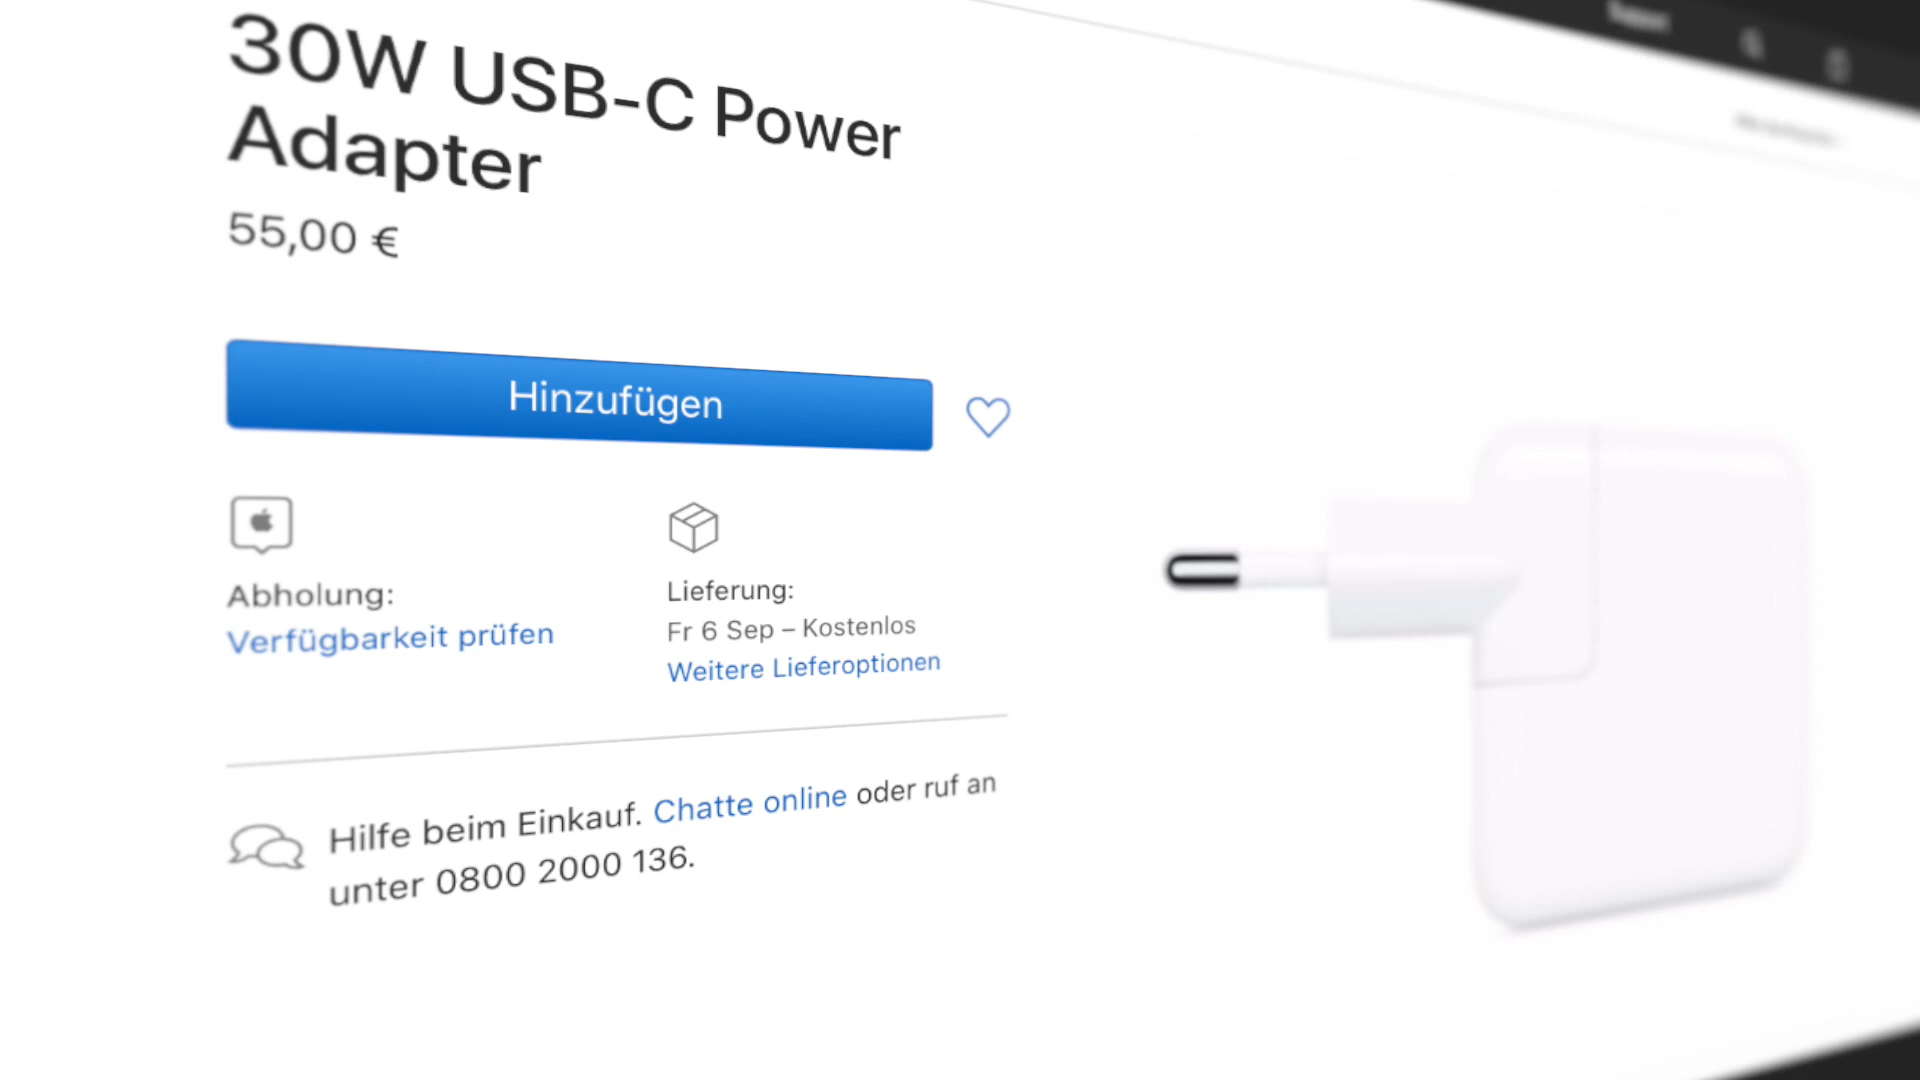 30W USB-C Power
Adapter
55,00 €
Hinzufügen
Abholung:
Verfügbarkeit prüfen
Lieferung:
Fr 6 Sep – Kostenlos
Weitere Lieferoptionen
Hilfe beim Einkauf. Chatte online oder ruf an
unter 0800 2000 136.